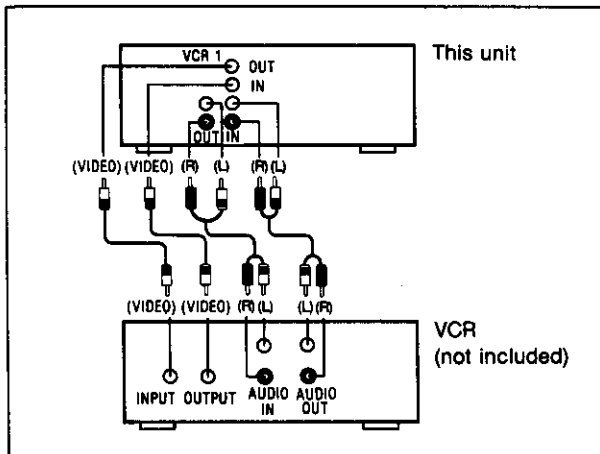 This unit
VCR 1
OUT
IN
OUT IN
(VIDEO) (VIDEO) (R) (L) (R) (L)
(VIDEO) (VIDEO) (R) (L) (L) (R)
VCR
(not included)
INPUT OUTPUT AUDIO IN AUDIO OUT